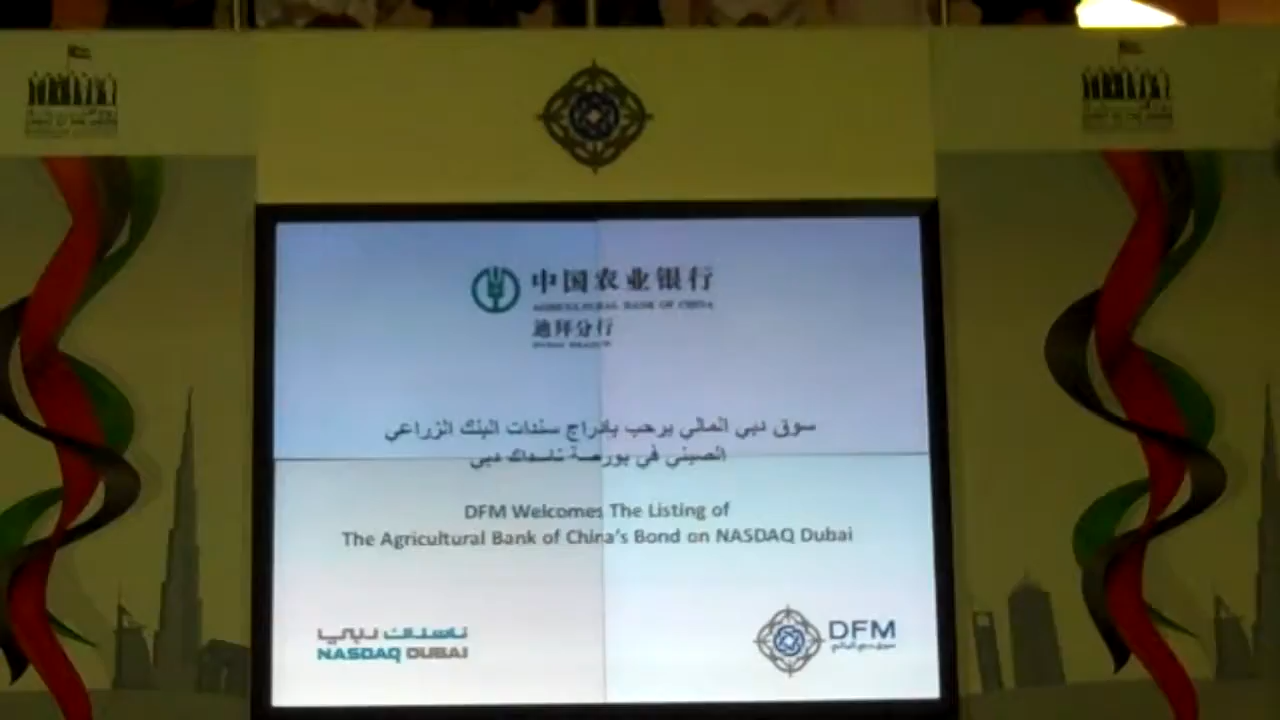 中国农业银行
AGRICULTURAL BANK OF CHINA
迪拜分行
DUBAI BRANCH
سوق دبي المالي يرحب بإدراج سندات البنك الزراعي
الصيني في بورصة ناسداك دبي
DFM Welcomes The Listing of
The Agricultural Bank of China's Bond on NASDAQ Dubai
ناسداك دبي
NASDAQ DUBAI
DFM
سوق دبي المالي